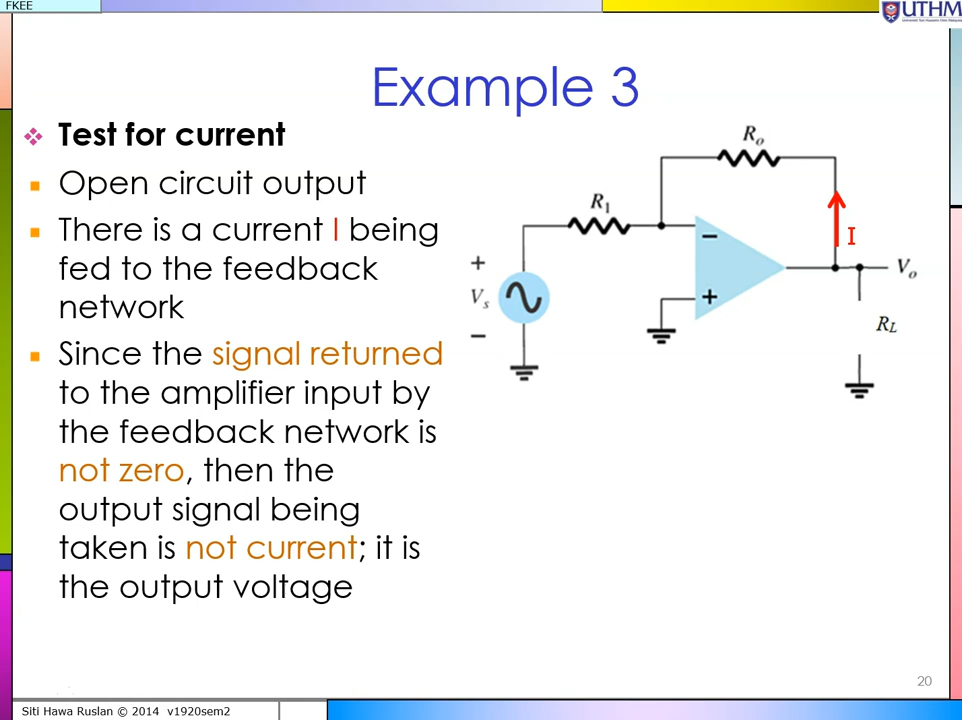 FKEE
UTHM
Example 3
Test for current
Open circuit output
There is a current I being
fed to the feedback
network
Since the signal returned
to the amplifier input by
the feedback network is
not zero, then the
output signal being
taken is not current; it is
the output voltage
Ro
R1
I
+
Vs
−
−
+
Vo
RL
20
Siti Hawa Ruslan © 2014 v1920sem2